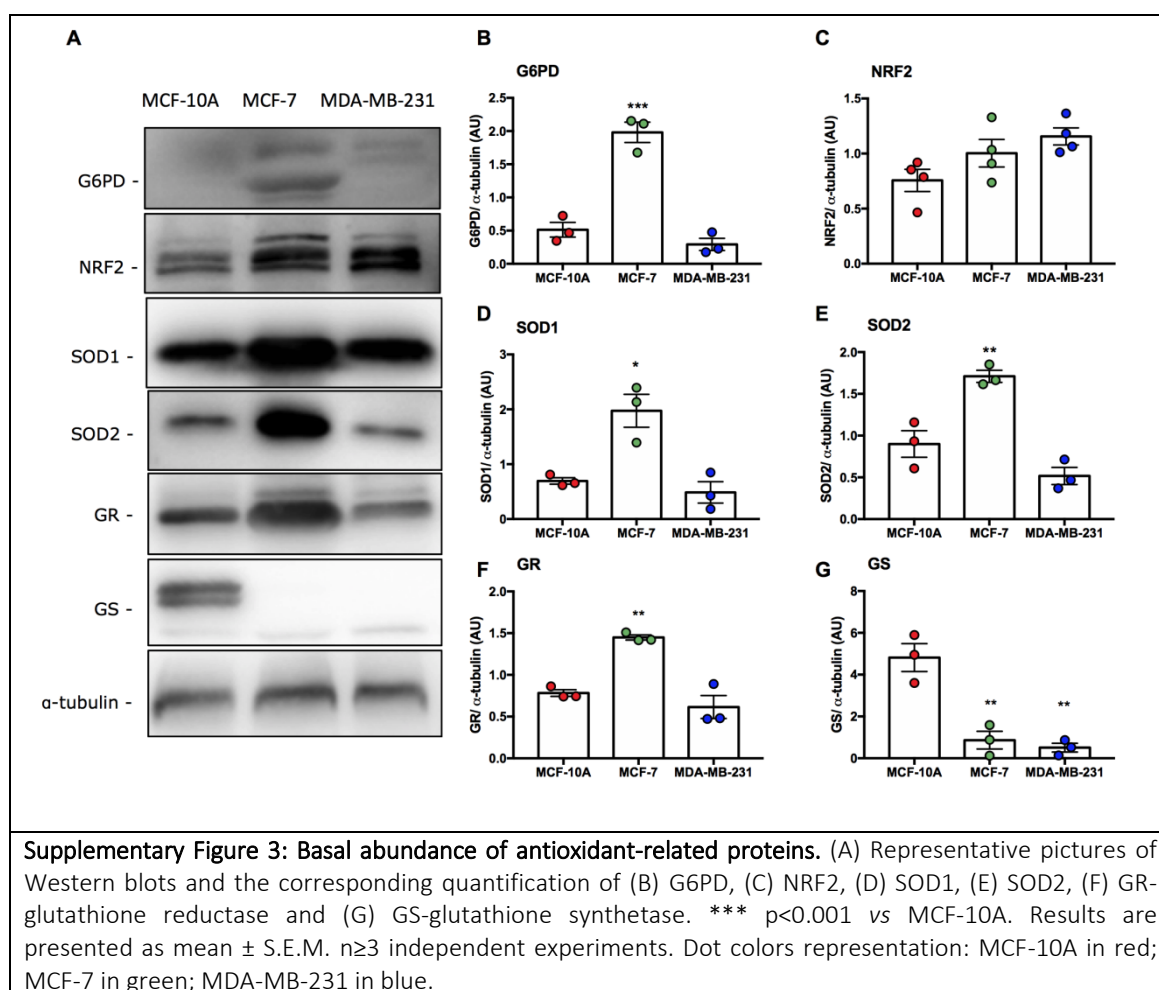 A
MCF-10A MCF-7 MDA-MB-231
G6PD -
NRF2 -
SOD1 -
SOD2 -
GR -
GS -
α-tubulin -
B
G6PD
G6PD/ α-tubulin (AU)
2.5
2.0
1.5
1.0
0.5
0.0
***
MCF-10A MCF-7 MDA-MB-231
C
NRF2
NRF2/ α-tubulin (AU)
1.5
1.0
0.5
0.0
MCF-10A MCF-7 MDA-MB-231
D
SOD1
SOD1/ α-tubulin (AU)
3
2
1
0
*
MCF-10A MCF-7 MDA-MB-231
E
SOD2
SOD2/ α-tubulin (AU)
2.0
1.5
1.0
0.5
0.0
**
MCF-10A MCF-7 MDA-MB-231
F
GR
GR/ α-tubulin (AU)
2.0
1.5
1.0
0.5
0.0
**
MCF-10A MCF-7 MDA-MB-231
G
GS
GS/ α-tubulin (AU)
8
6
4
2
0
** **
MCF-10A MCF-7 MDA-MB-231
Supplementary Figure 3: Basal abundance of antioxidant-related proteins. (A) Representative pictures of
Western blots and the corresponding quantification of (B) G6PD, (C) NRF2, (D) SOD1, (E) SOD2, (F) GR-
glutathione reductase and (G) GS-glutathione synthetase. *** p<0.001 vs MCF-10A. Results are
presented as mean ± S.E.M. n≥3 independent experiments. Dot colors representation: MCF-10A in red;
MCF-7 in green; MDA-MB-231 in blue.